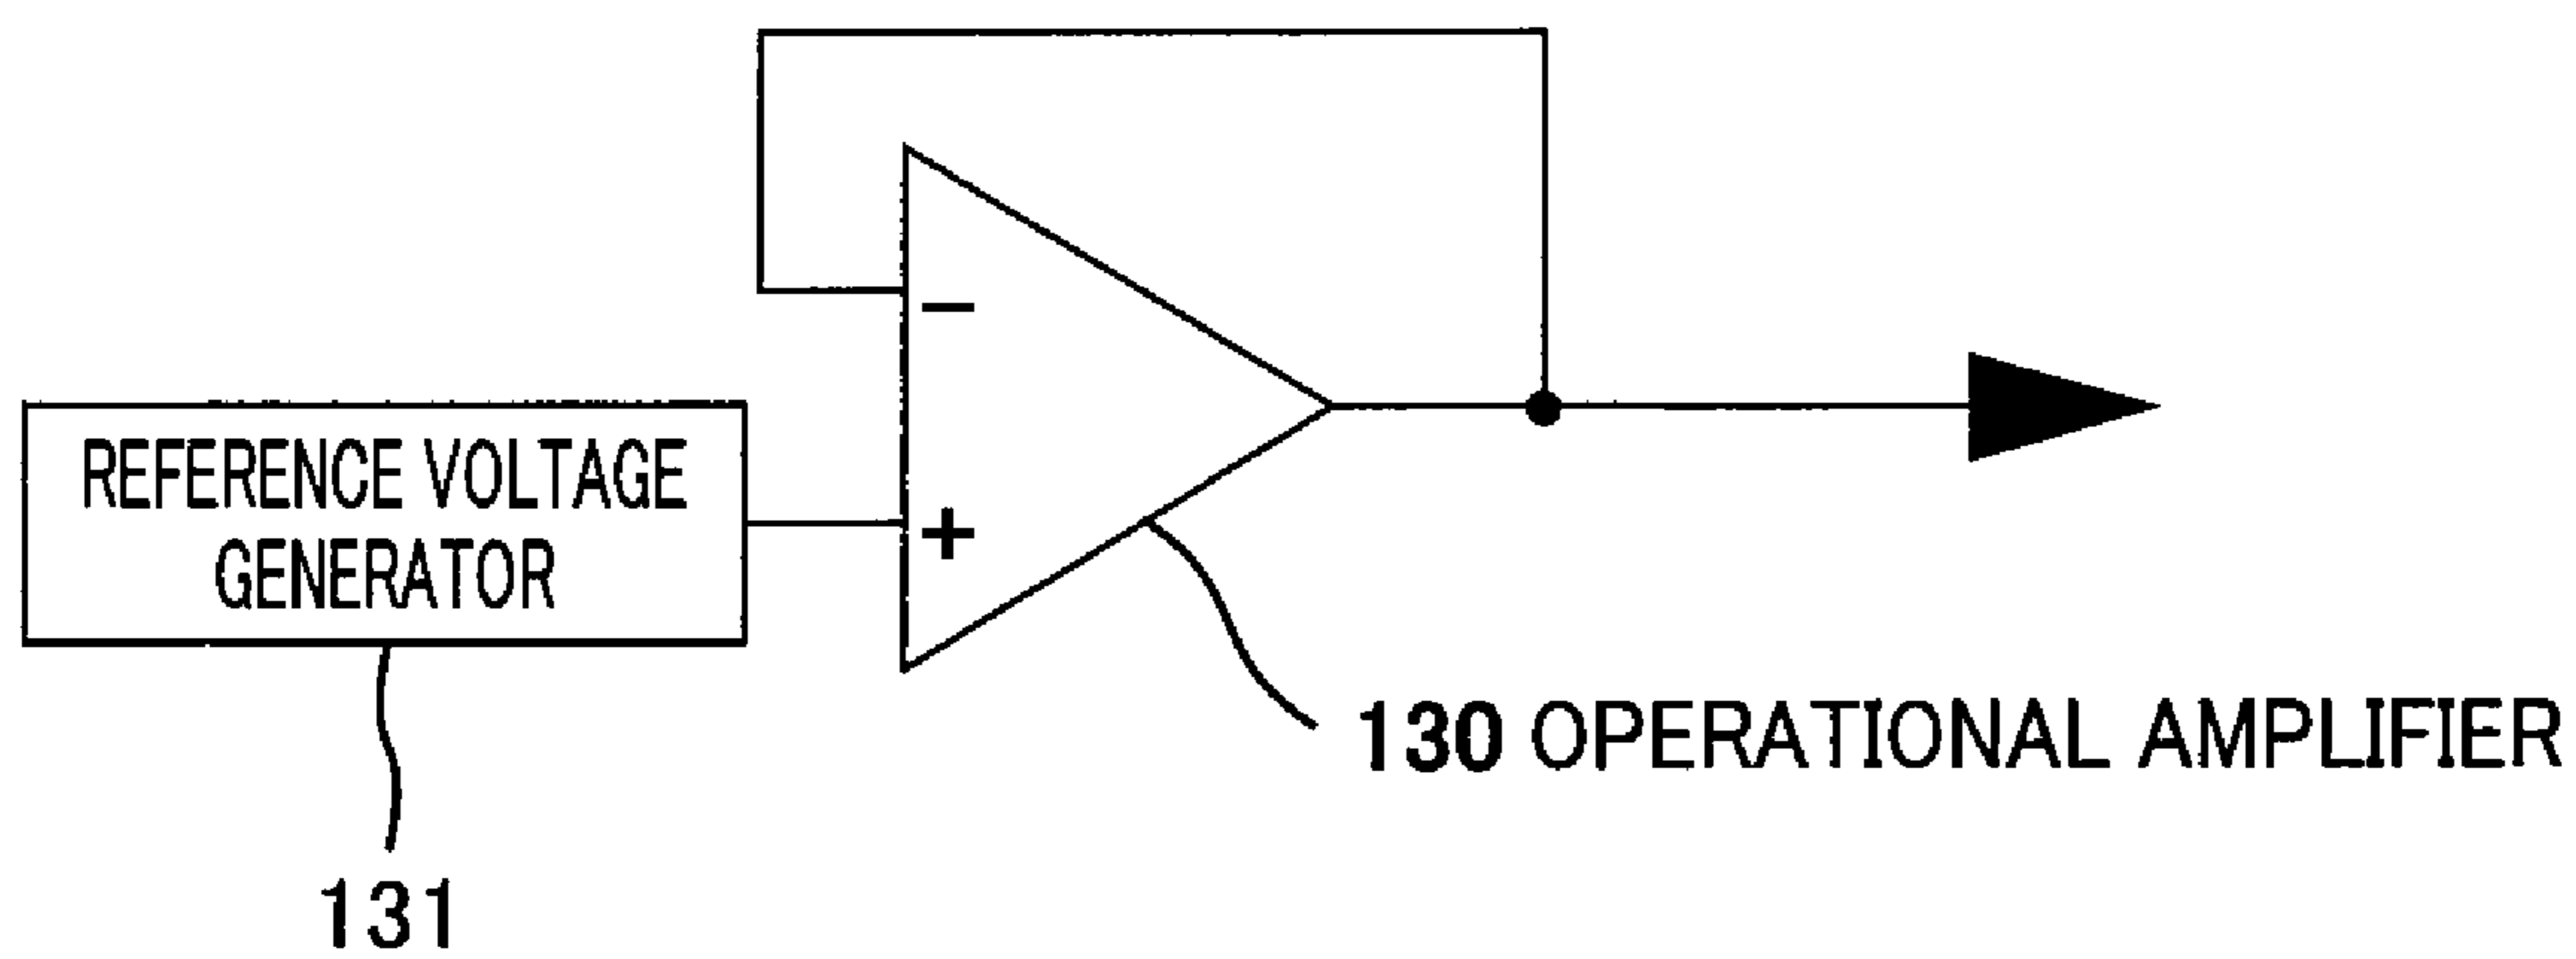 −
REFERENCE VOLTAGE
GENERATOR
+
130 OPERATIONAL AMPLIFIER
131